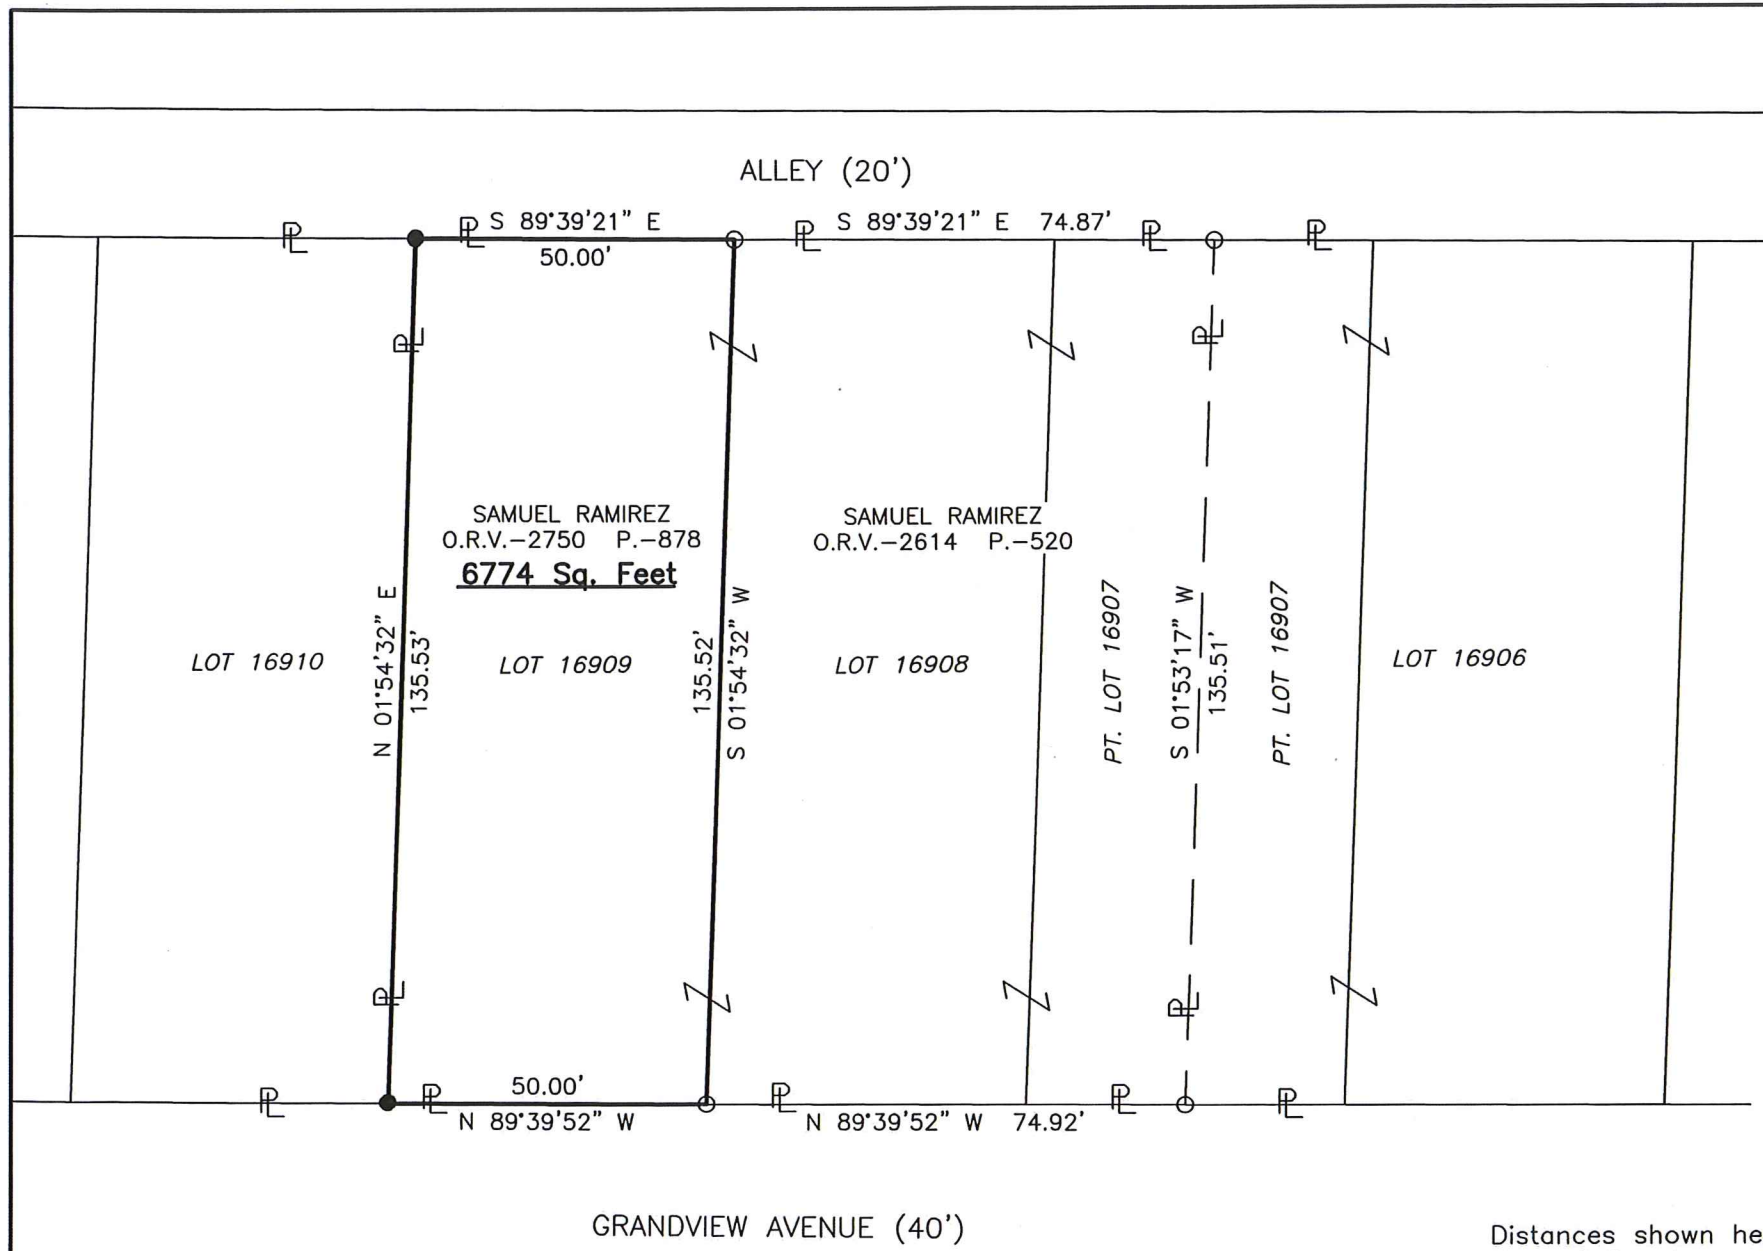 ALLEY (20')
S 89°39'21" E
50.00'
S 89°39'21" E 74.87'
SAMUEL RAMIREZ
O.R.V.-2750 P.-878
6774 Sq. Feet
SAMUEL RAMIREZ
O.R.V.-2614 P.-520
LOT 16910
N 01°54'32" E
135.53'
LOT 16909
135.52'
S 01°54'32" W
LOT 16908
PT. LOT 16907
S 01°53'17" W
135.51'
PT. LOT 16907
LOT 16906
50.00'
N 89°39'52" W
N 89°39'52" W 74.92'
GRANDVIEW AVENUE (40')
Distances shown he